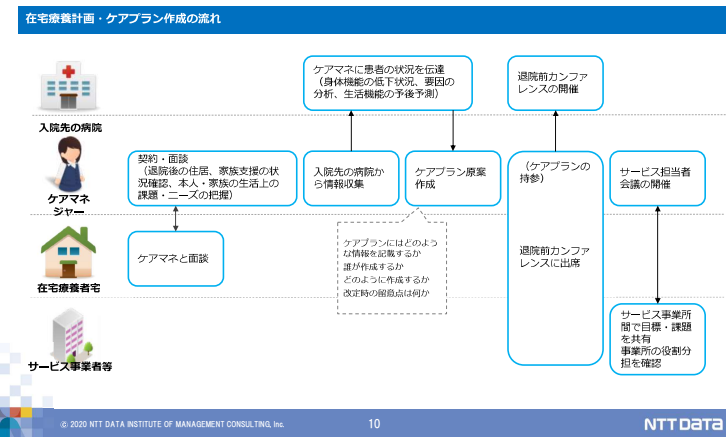 在宅療養計画・ケアプラン作成の流れ
ケアマネに患者の状況を伝達
（身体機能の低下状況、要因の
分析、生活機能の予後予測）
退院前カンファ
レンスの開催
入院先の病院
契約・面談
（退院後の住居、家族支援の状
況確認、本人・家族の生活上の
課題・ニーズの把握）
入院先の病院か
ら情報収集
ケアプラン原案
作成
（ケアプランの
持参）
サービス担当者
会議の開催
ケアマネ
ジャー
ケアマネと面談
ケアプランにはどのよう
な情報を記載するか
誰が作成するか
どのように作成するか
改定時の留意点は何か
退院前カンファ
レンスに出席
在宅療養者宅
サービス事業所
間で目標・課題
を共有
事業所の役割分
担を確認
サービス事業者等
© 2020 NTT DATA INSTITUTE OF MANAGEMENT CONSULTING, Inc.
10
NTT DATA